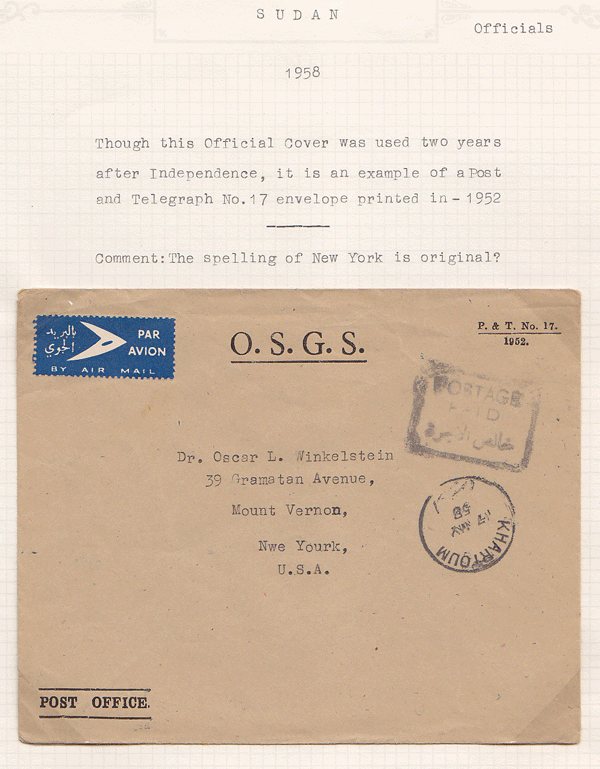 SUDAN
Officials
1958
Though this Official Cover was used two years
after Independence, it is an example of a Post
and Telegraph No.17 envelope printed in - 1952
Comment: The spelling of New York is original?
بالبريد
الجوي
PAR
AVION
BY AIR MAIL
O. S. G. S.
P. & T. No. 17.
1952.
POSTAGE
PAID
خالص الاجرة
Dr. Oscar L. Winkelstein
39 Gramatan Avenue,
Mount Vernon,
Nwe Yourk,
U.S.A.
58
KHARTOUM
POST OFFICE.